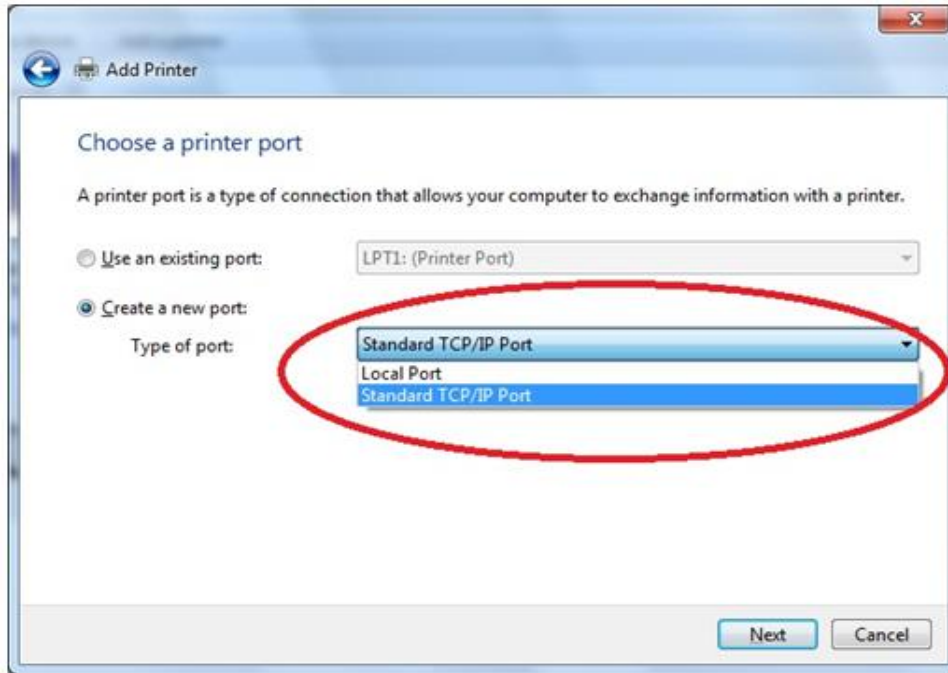 Add Printer
Choose a printer port
A printer port is a type of connection that allows your computer to exchange information with a printer.
Use an existing port: LPT1: (Printer Port)
Create a new port:
Type of port: Standard TCP/IP Port
Local Port
Standard TCP/IP Port
Next Cancel